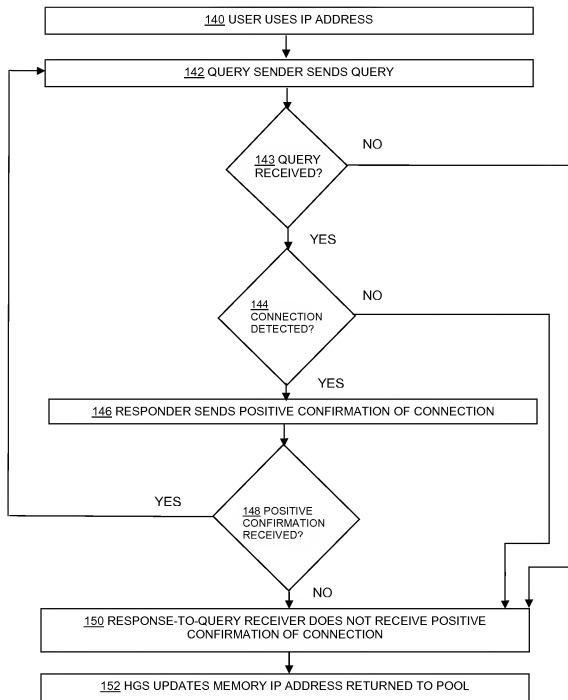 140 USER USES IP ADDRESS
142 QUERY SENDER SENDS QUERY
NO
143 QUERY
RECEIVED?
YES
NO
144
CONNECTION
DETECTED?
YES
146 RESPONDER SENDS POSITIVE CONFIRMATION OF CONNECTION
YES
148 POSITIVE
CONFIRMATION
RECEIVED?
NO
150 RESPONSE-TO-QUERY RECEIVER DOES NOT RECEIVE POSITIVE
CONFIRMATION OF CONNECTION
152 HGS UPDATES MEMORY IP ADDRESS RETURNED TO POOL